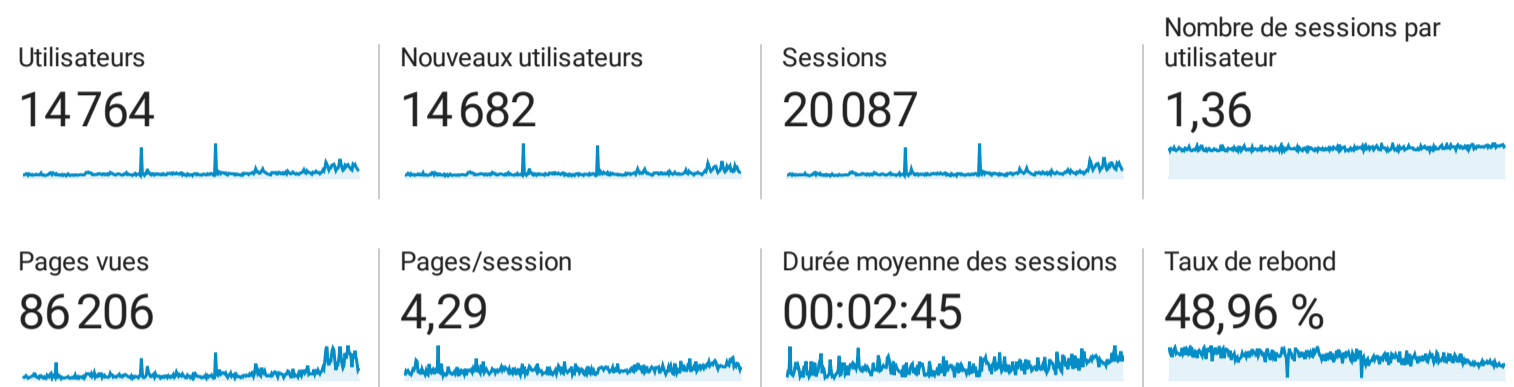 Utilisateurs
14 764
Nouveaux utilisateurs
14 682
Sessions
20 087
Nombre de sessions par
utilisateur
1,36
Pages vues
86 206
Pages/session
4,29
Durée moyenne des sessions
00:02:45
Taux de rebond
48,96 %